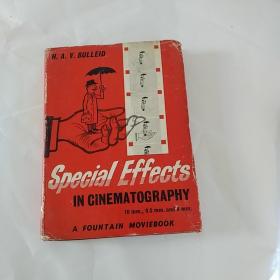 H. A. V. BULLEID
Special Effects
IN CINEMATOGRAPHY
16 mm., 9.5 mm. and 8 mm.
A FOUNTAIN MOVIEBOOK